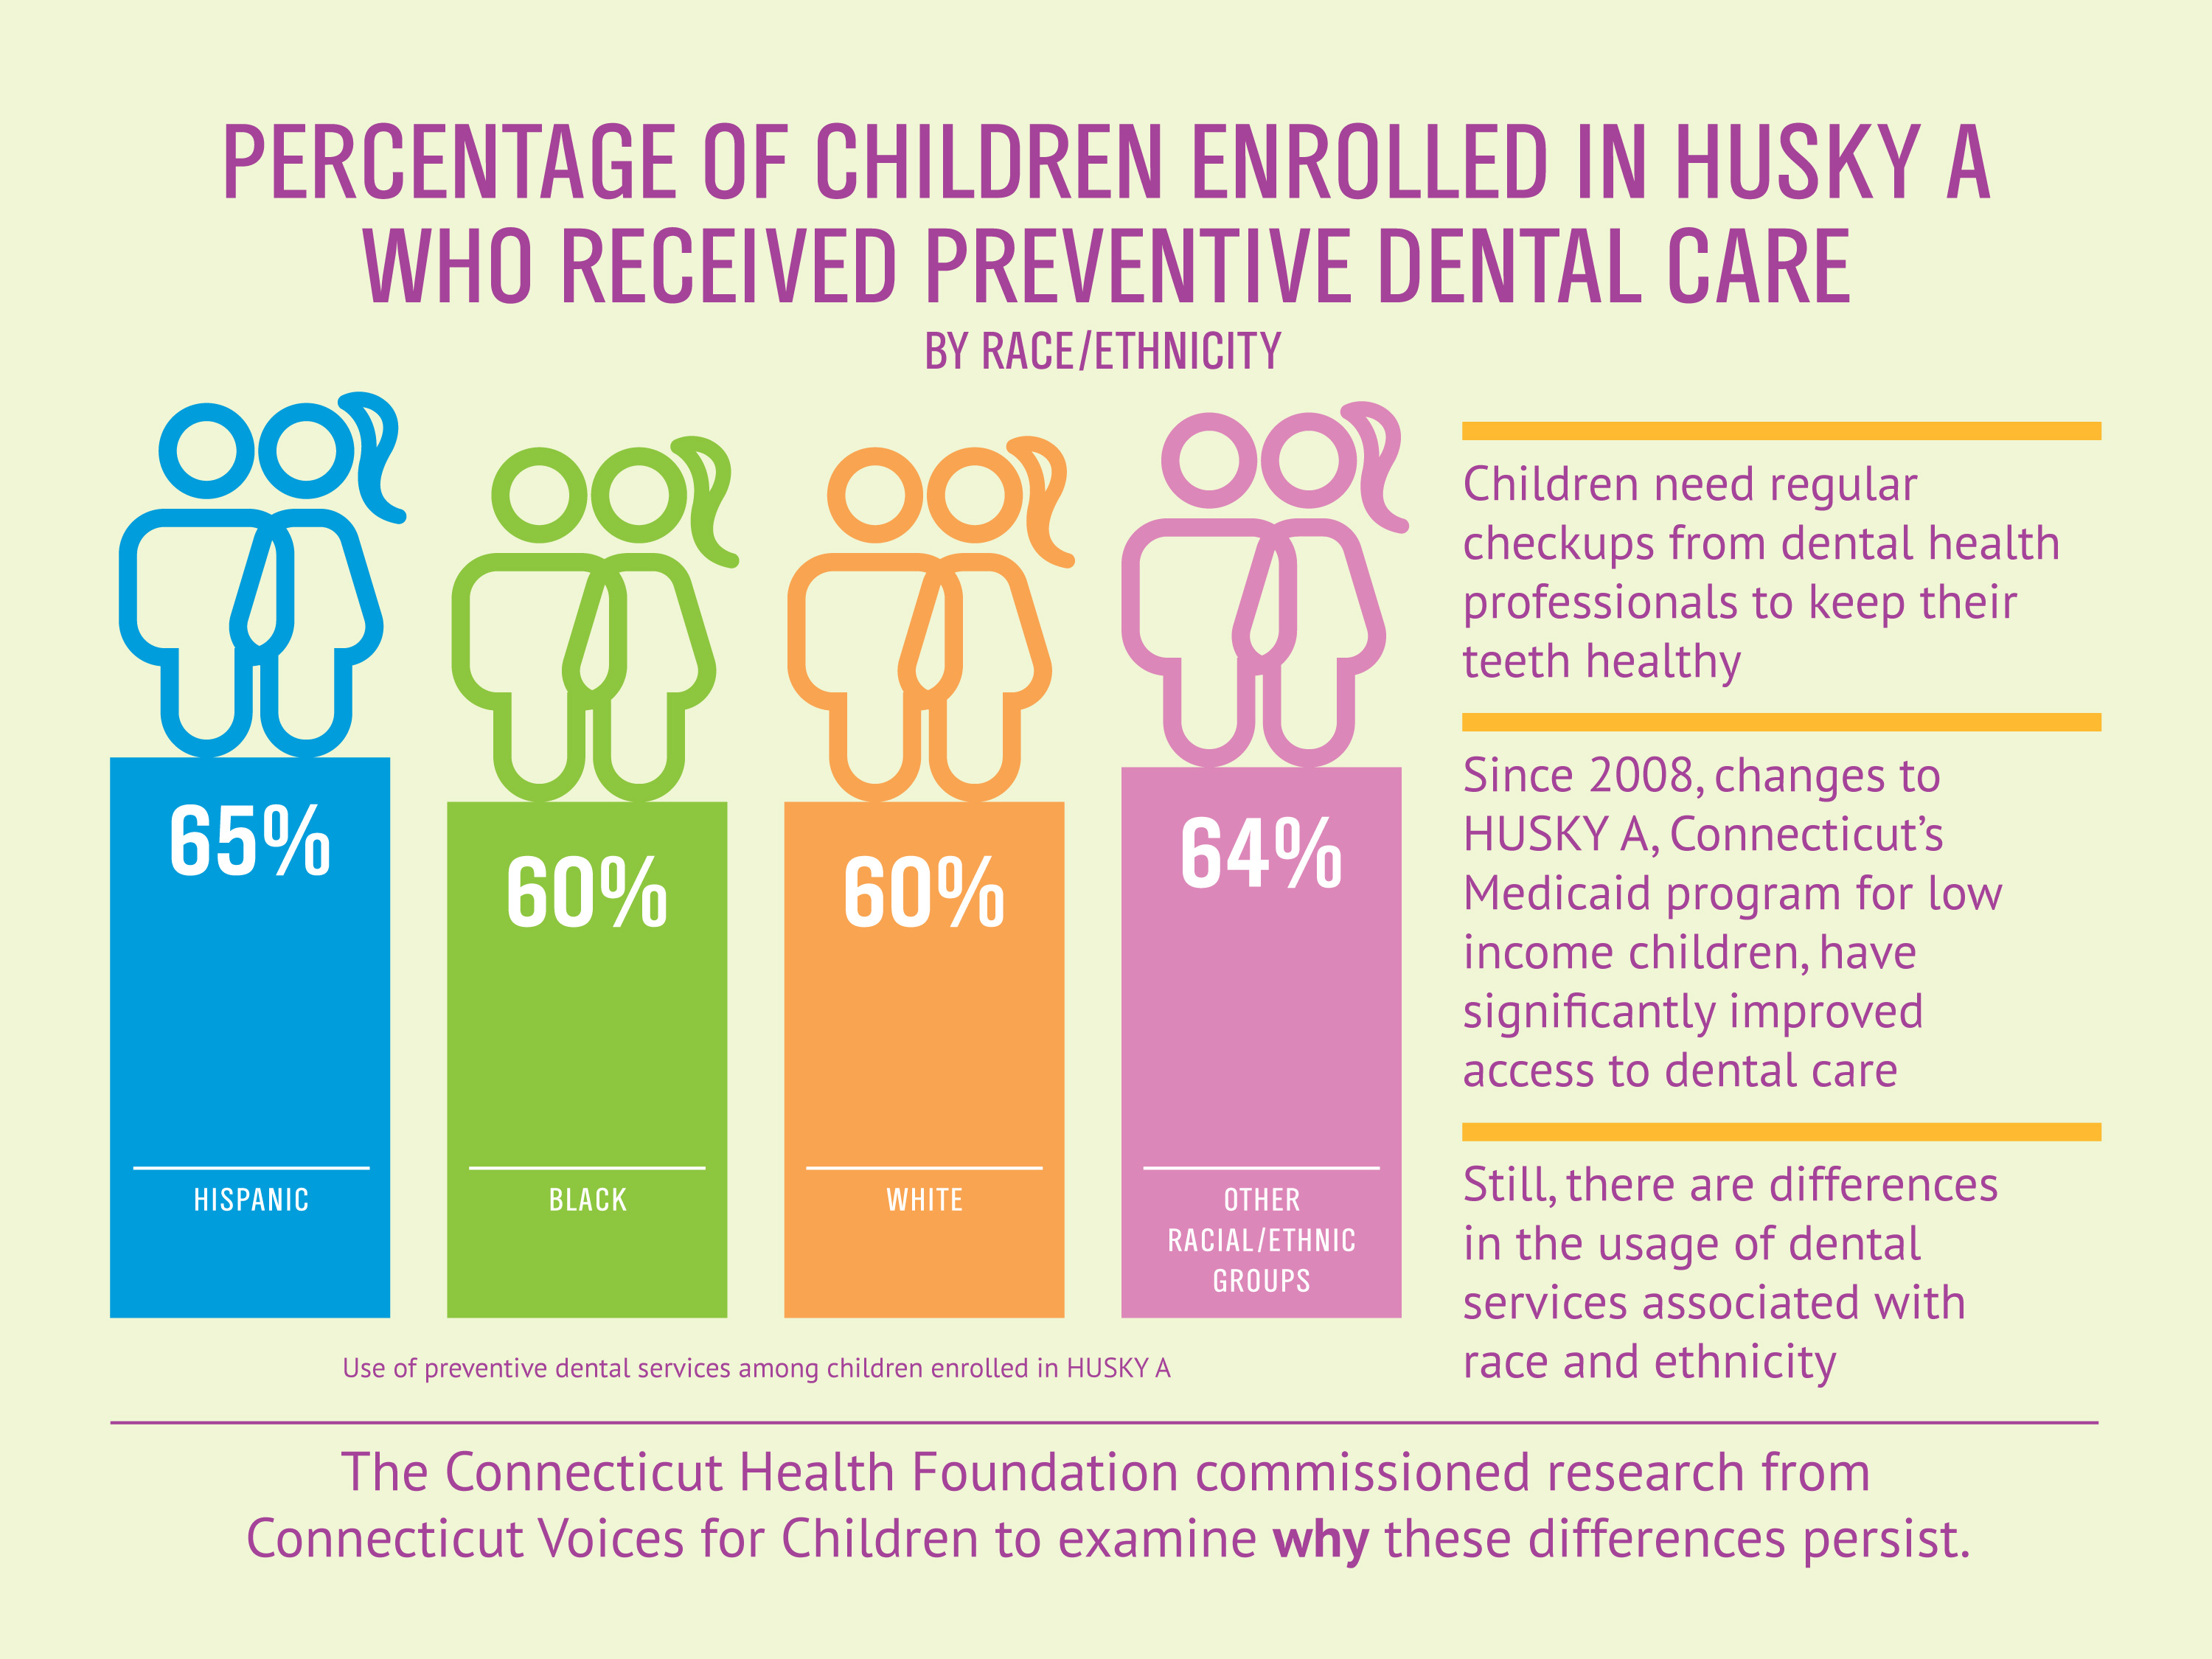 PERCENTAGE OF CHILDREN ENROLLED IN HUSKY A
WHO RECEIVED PREVENTIVE DENTAL CARE
BY RACE/ETHNICITY
65%
HISPANIC
60%
BLACK
60%
WHITE
64%
OTHER
RACIAL/ETHNIC
GROUPS
Use of preventive dental services among children enrolled in HUSKY A
Children need regular
checkups from dental health
professionals to keep their
teeth healthy
Since 2008, changes to
HUSKY A, Connecticut’s
Medicaid program for low
income children, have
significantly improved
access to dental care
Still, there are differences
in the usage of dental
services associated with
race and ethnicity
The Connecticut Health Foundation commissioned research from
Connecticut Voices for Children to examine why these differences persist.